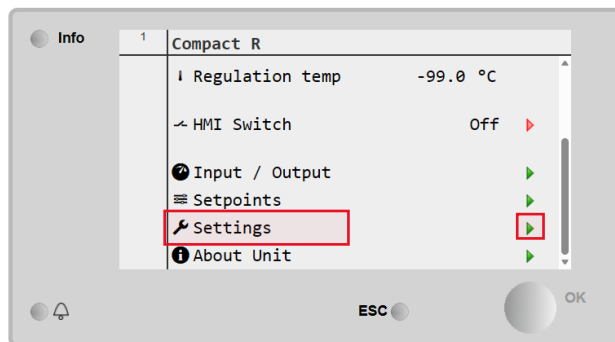 Info
1
Compact R
Regulation temp -99.0 °C
HMI Switch Off
Input / Output
Setpoints
Settings
About Unit
ESC
OK